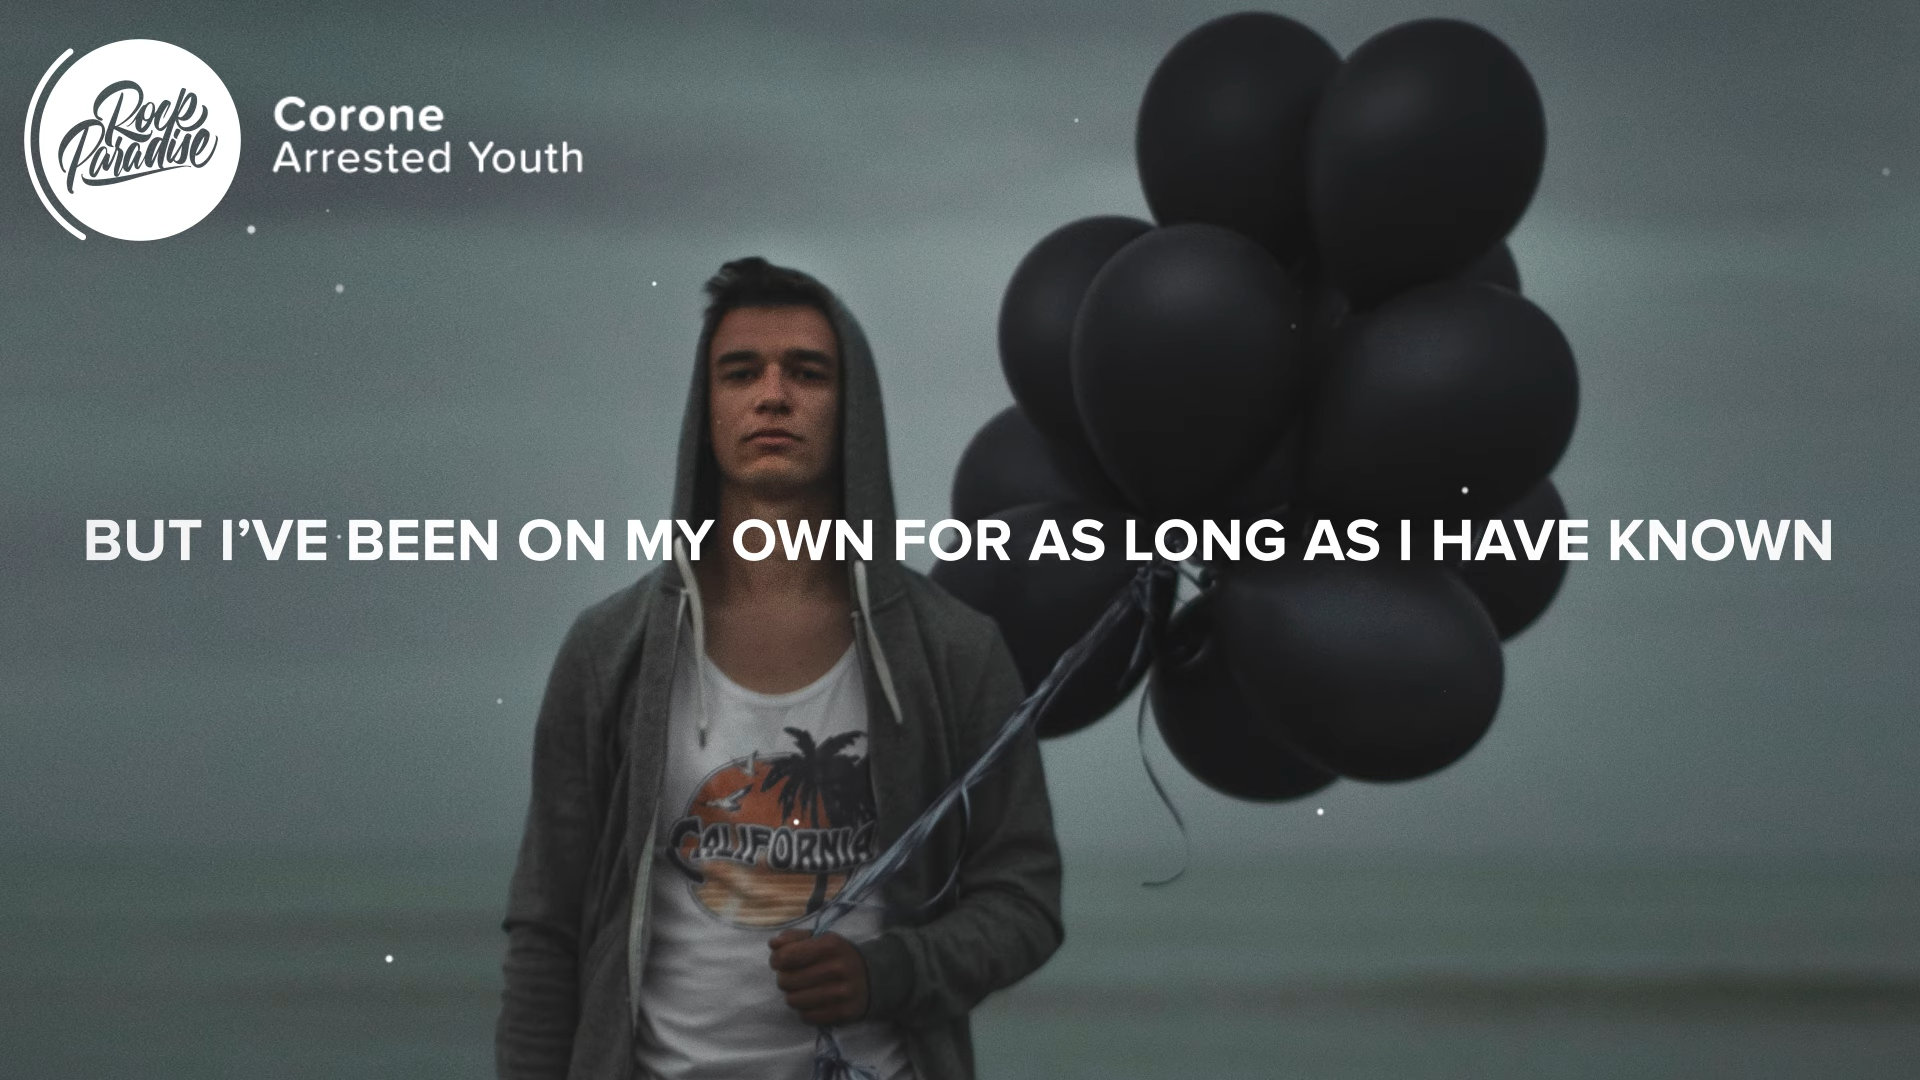 Rock
Paradise
Corone
Arrested Youth
BUT I’VE BEEN ON MY OWN FOR AS LONG AS I HAVE KNOWN
CALIFORNIA